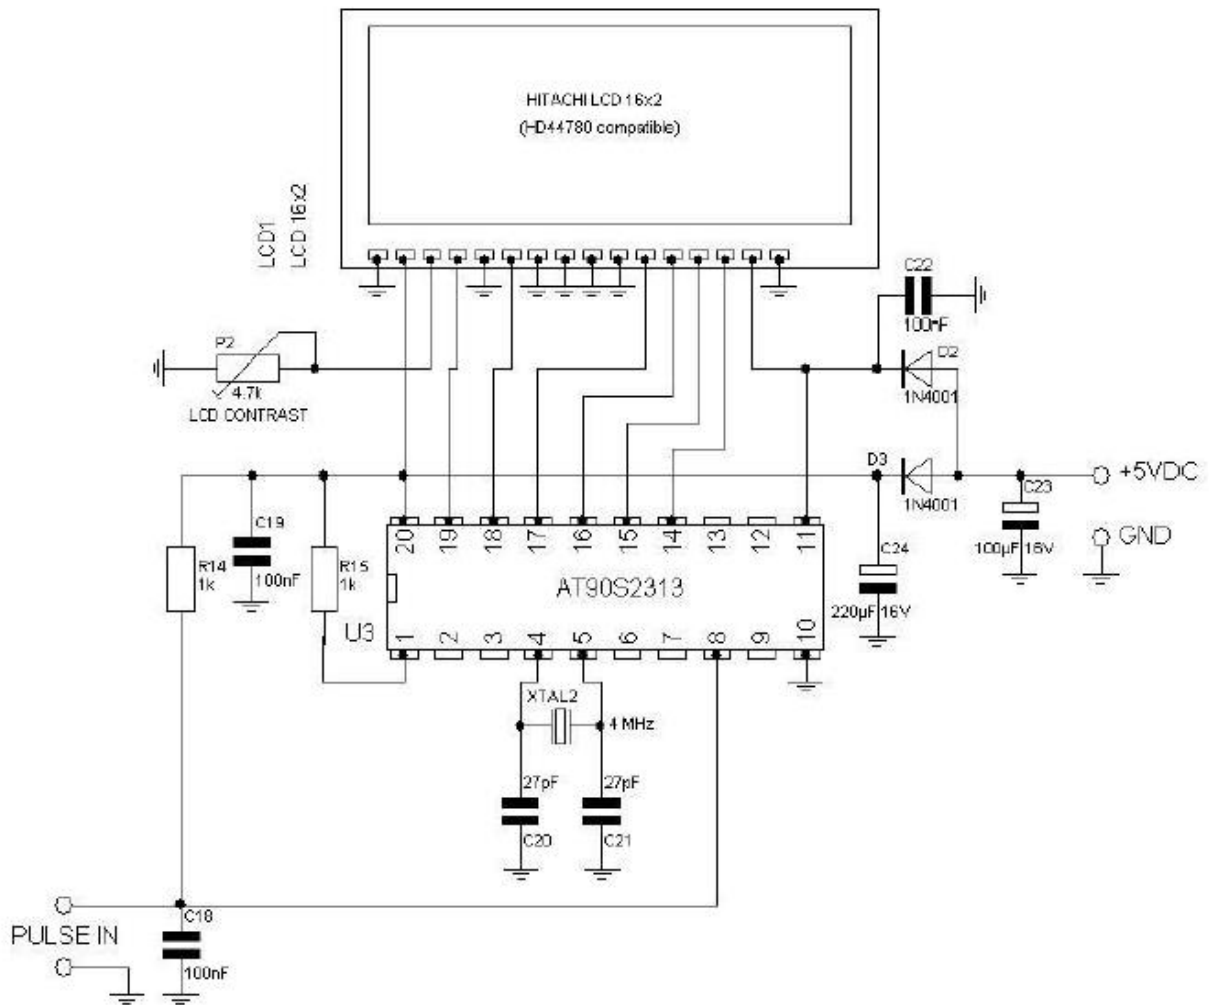 HITACHI LCD 16x2
(HD44780 compatible)
LCD1
LCD 16x2
C22
100nF
P2
4.7k
LCD CONTRAST
D2
1N4001
D3
1N4001
C23
100µF 16V
+5VDC
GND
C19
100nF
R14
1k
R15
1k
20 19 18 17 16 15 14 13 12 11
AT90S2313
U3
1 2 3 4 5 6 7 8 9 10
C24
220µF 16V
XTAL2
4 MHz
27pF
C20
27pF
C21
PULSE IN
C18
100nF